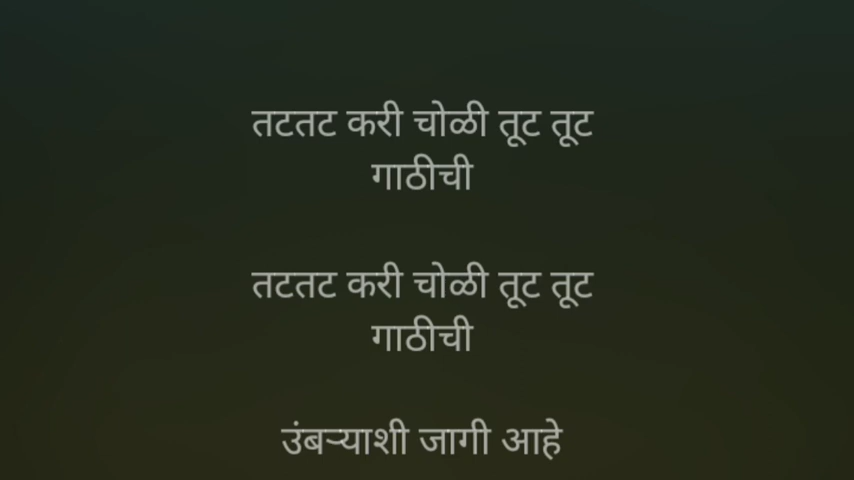 तटतट करी चोळी तूट तूट
गाठीची
तटतट करी चोळी तूट तूट
गाठीची
उंबऱ्याशी जागी आहे